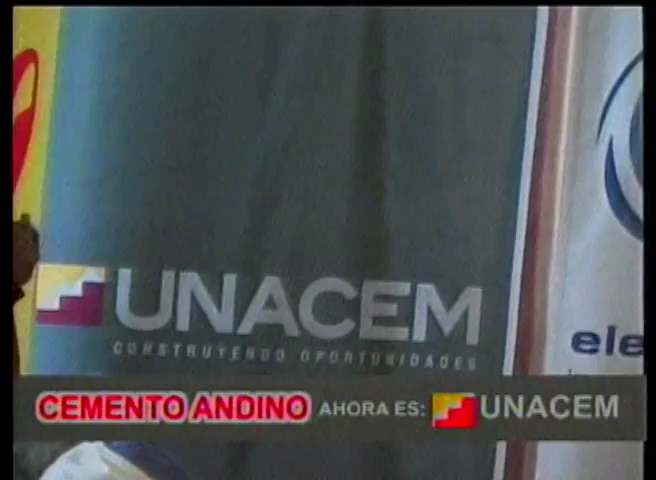 UNACEM
CONSTRUYENDO OPORTUNIDADES
ele
CEMENTO ANDINO AHORA ES: UNACEM